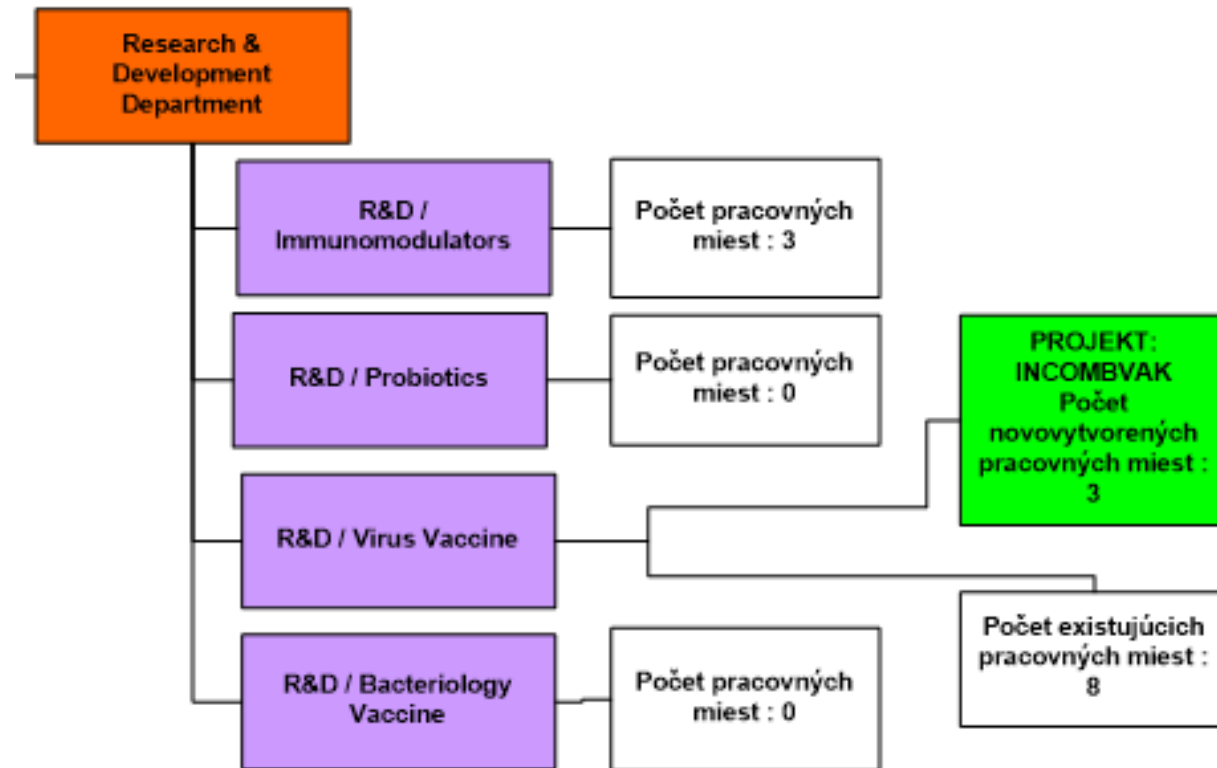 Research &
Development
Department
R&D /
Immunomodulators
Počet pracovných
miest : 3
R&D / Probiotics
Počet pracovných
miest : 0
PROJEKT:
INCOMBVAK
Počet
novovytvorených
pracovných miest :
3
R&D / Virus Vaccine
Počet existujúcich
pracovných miest :
8
R&D / Bacteriology
Vaccine
Počet pracovných
miest : 0